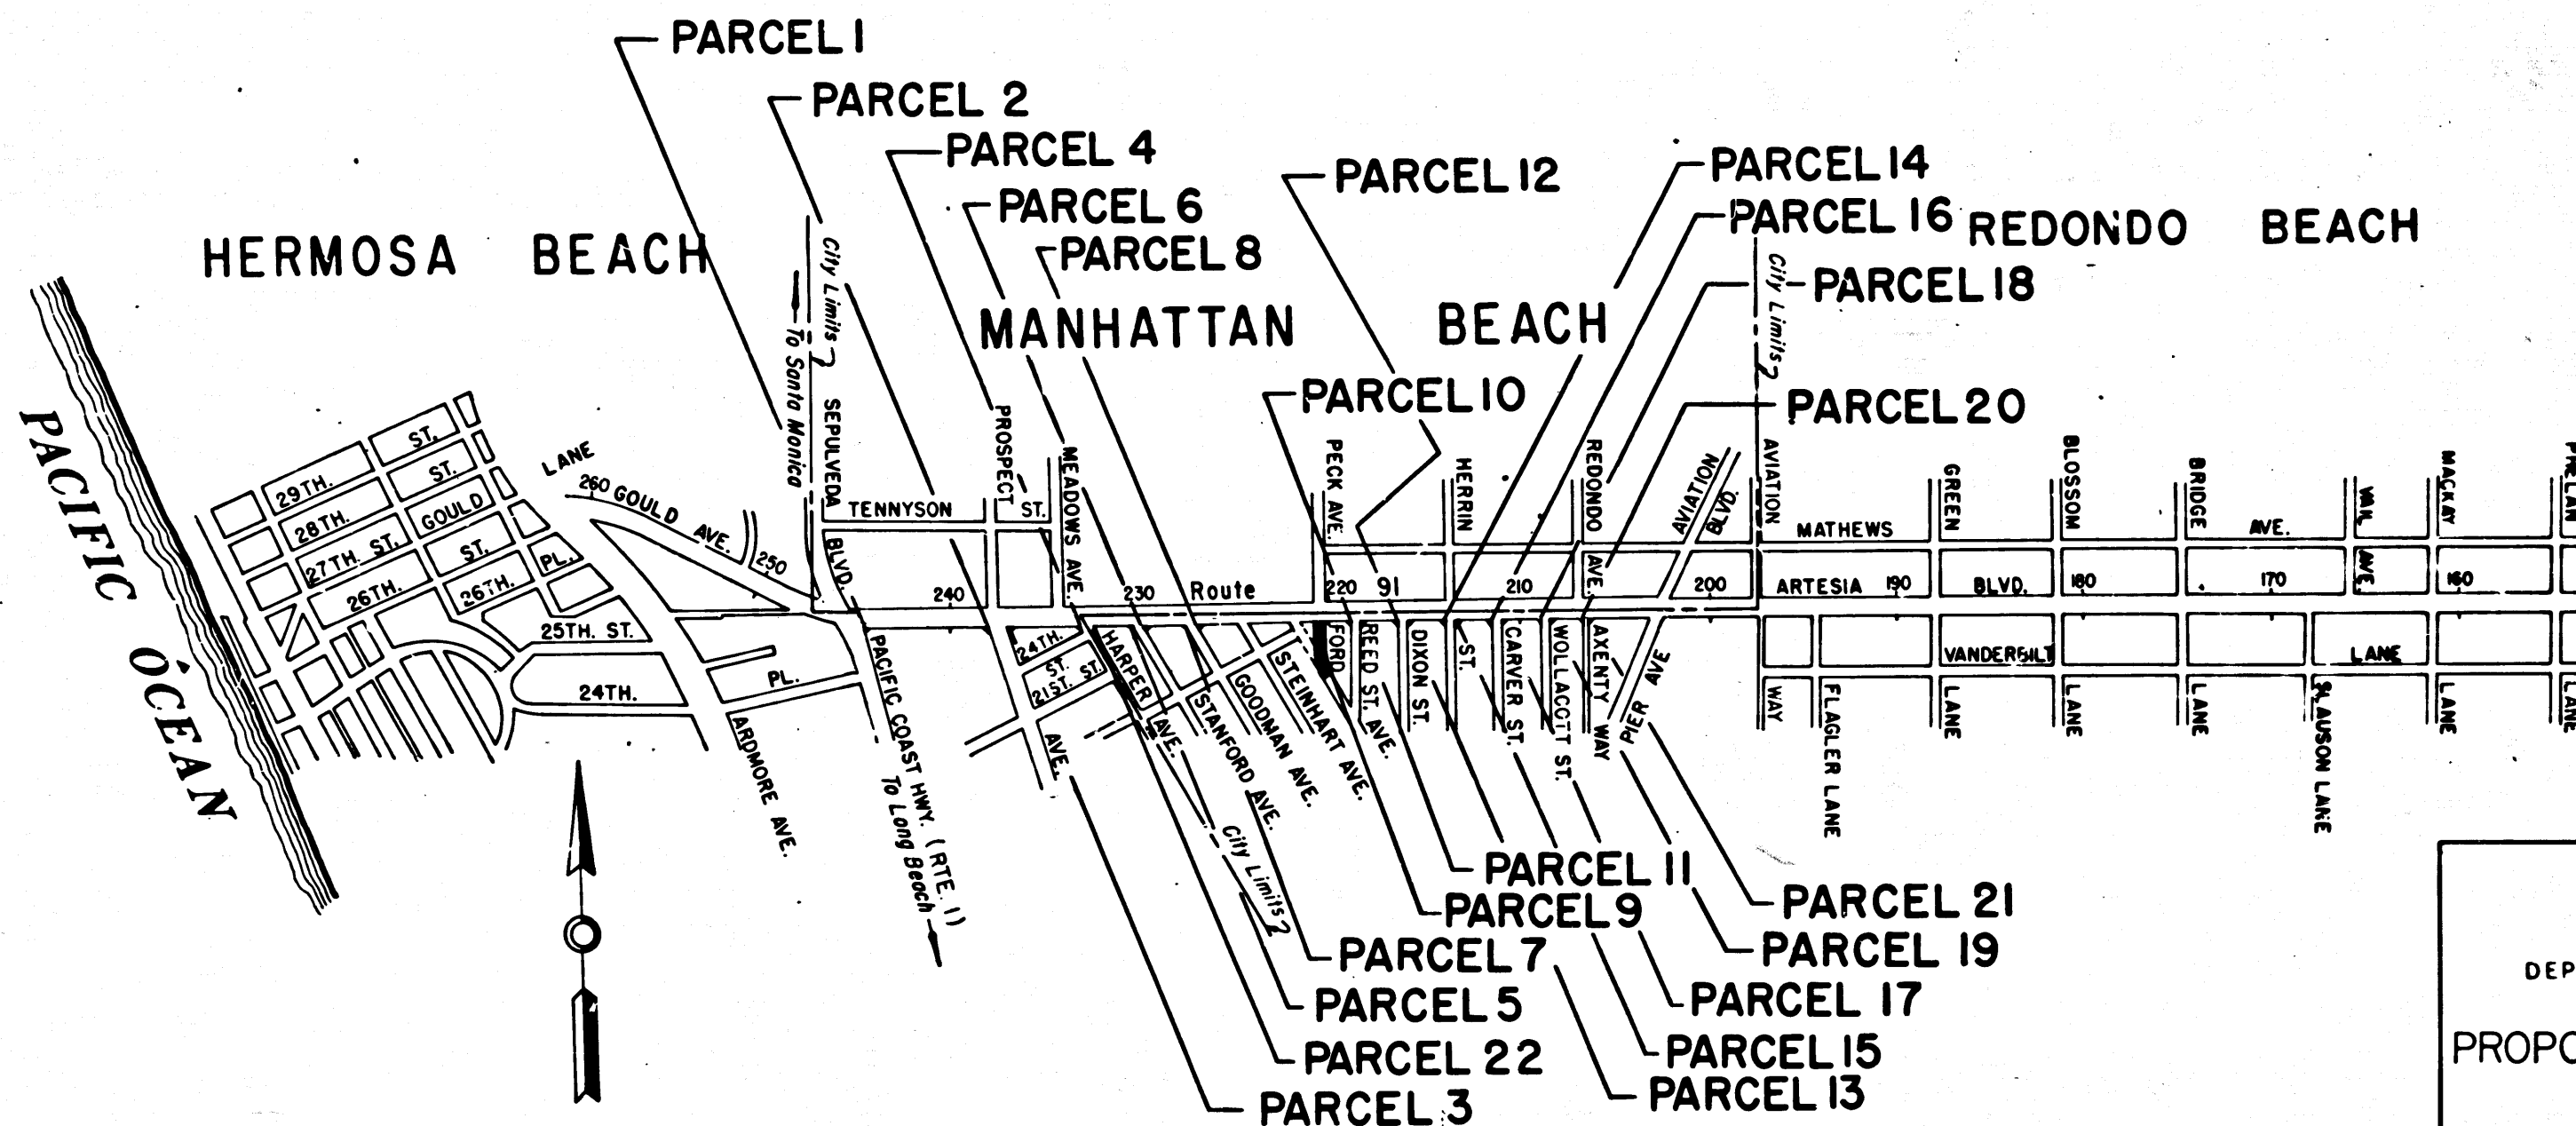 PARCEL 1
PARCEL 2
PARCEL 4
PARCEL 6
PARCEL 8
PARCEL 12
PARCEL 14
PARCEL 16
PARCEL 18
PARCEL 10
PARCEL 20
HERMOSA BEACH
MANHATTAN BEACH
REDONDO BEACH
City Limits
To Santa Monica
City Limits
PACIFIC OCEAN
29TH. ST.
28TH. ST.
27TH. ST.
GOULD
26TH. ST.
26TH. PL.
25TH. ST.
24TH. PL.
GOULD AVE.
LANE
260
250
240
230
220
210
200
190
180
170
160
SEPULVEDA BLVD.
TENNYSON ST.
PROSPECT AVE.
MEADOWS AVE.
Route 91
PECK AVE.
HERRIN ST.
REDONDO AVE.
AVIATION BLVD.
AVIATION WAY
MATHEWS AVE.
ARTESIA BLVD.
GREEN LANE
BLOSSOM LANE
BRIDGE LANE
AVE.
MACKAY LANE
PHELAN LANE
VANDERBILT LANE
FLAGLER LANE
SLAUSON LANE
ARDMORE AVE.
PACIFIC COAST HWY. (RTE. 1)
To Long Beach
24TH. ST.
21ST. ST.
HARPER AVE.
STANFORD AVE.
GOODMAN AVE.
STEINHART AVE.
FORD AVE.
REED ST.
DIXON ST.
CARVER ST.
WOLLACOTT ST.
AXENTY WAY
PIER AVE
City Limits
PARCEL 11
PARCEL 9
PARCEL 7
PARCEL 5
PARCEL 22
PARCEL 3
PARCEL 21
PARCEL 19
PARCEL 17
PARCEL 15
PARCEL 13
DEP
PROPO